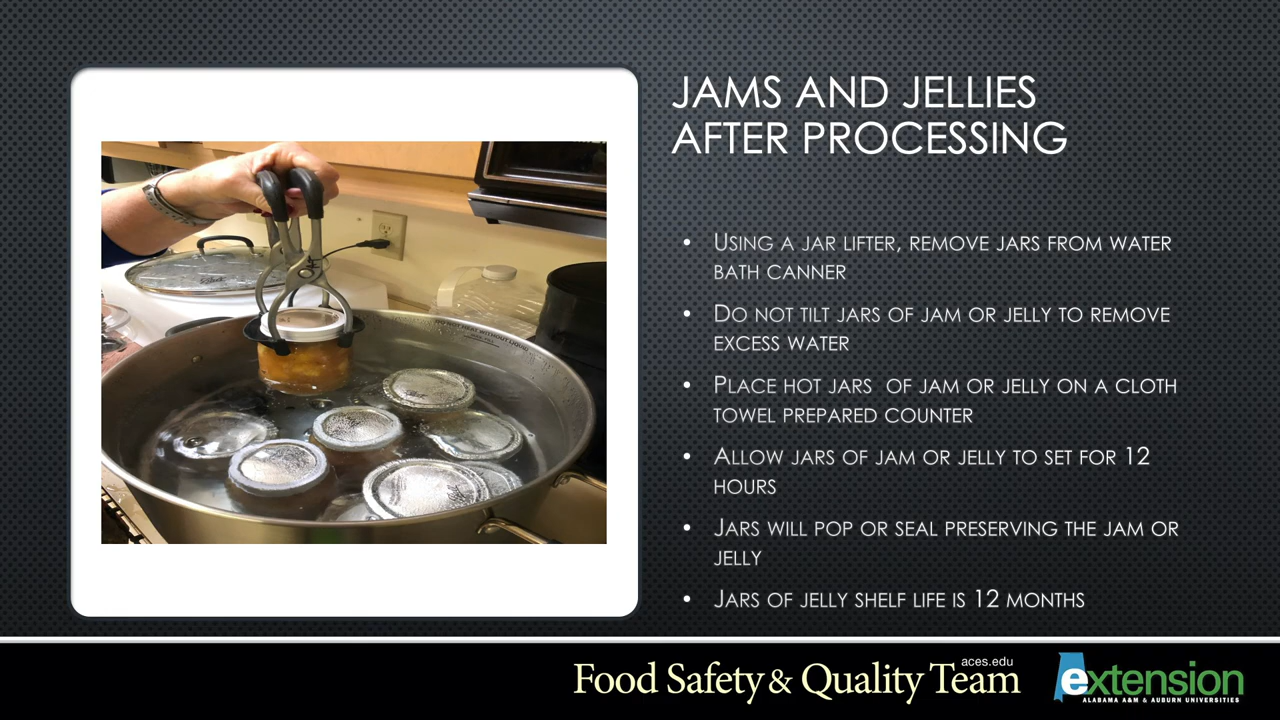 JAMS AND JELLIES
AFTER PROCESSING
• USING A JAR LIFTER, REMOVE JARS FROM WATER
BATH CANNER
• DO NOT TILT JARS OF JAM OR JELLY TO REMOVE
EXCESS WATER
• PLACE HOT JARS OF JAM OR JELLY ON A CLOTH
TOWEL PREPARED COUNTER
• ALLOW JARS OF JAM OR JELLY TO SET FOR 12
HOURS
• JARS WILL POP OR SEAL PRESERVING THE JAM OR
JELLY
• JARS OF JELLY SHELF LIFE IS 12 MONTHS
aces.edu
Food Safety & Quality Team
extension
ALABAMA A&M & AUBURN UNIVERSITIES